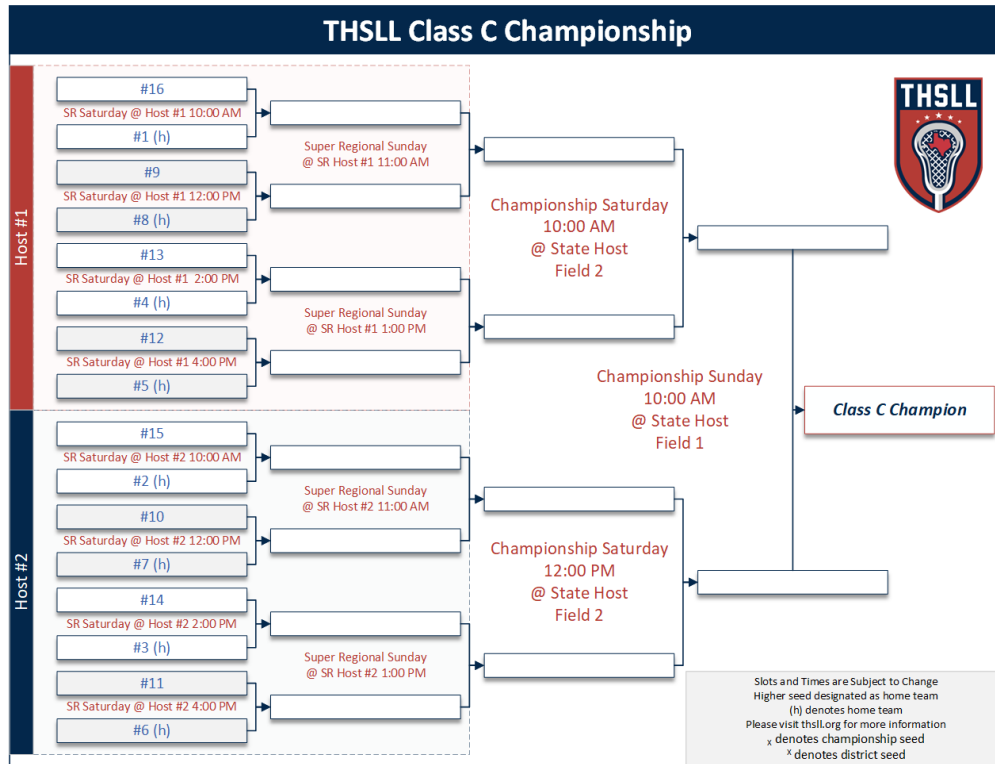 THSLL Class C Championship
THSLL
Host #1
#16
SR Saturday @ Host #1 10:00 AM
#1 (h)
#9
SR Saturday @ Host #1 12:00 PM
#8 (h)
#13
SR Saturday @ Host #1 2:00 PM
#4 (h)
#12
SR Saturday @ Host #1 4:00 PM
#5 (h)
Super Regional Sunday
@ SR Host #1 11:00 AM
Super Regional Sunday
@ SR Host #1 1:00 PM
Championship Saturday
10:00 AM
@ State Host
Field 2
Host #2
#15
SR Saturday @ Host #2 10:00 AM
#2 (h)
#10
SR Saturday @ Host #2 12:00 PM
#7 (h)
#14
SR Saturday @ Host #2 2:00 PM
#3 (h)
#11
SR Saturday @ Host #2 4:00 PM
#6 (h)
Super Regional Sunday
@ SR Host #2 11:00 AM
Super Regional Sunday
@ SR Host #2 1:00 PM
Championship Saturday
12:00 PM
@ State Host
Field 2
Championship Sunday
10:00 AM
@ State Host
Field 1
Class C Champion
Slots and Times are Subject to Change
Higher seed designated as home team
(h) denotes home team
Please visit thsll.org for more information
x denotes championship seed
x denotes district seed